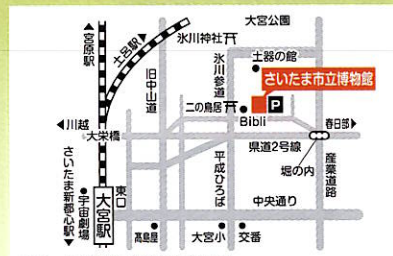 ▲宮原駅
土呂駅▶
氷川神社
大宮公園
土器の館
旧中山道
氷川参道
さいたま市立博物館
二の鳥居
P
Bibli
◀川越
大栄橋
春日部▶
県道2号線
堀の内
さいたま新都心駅▼
宇宙劇場
大宮駅
東口
平成ひろば
産業道路
中央通り
髙島屋
大宮小
交番